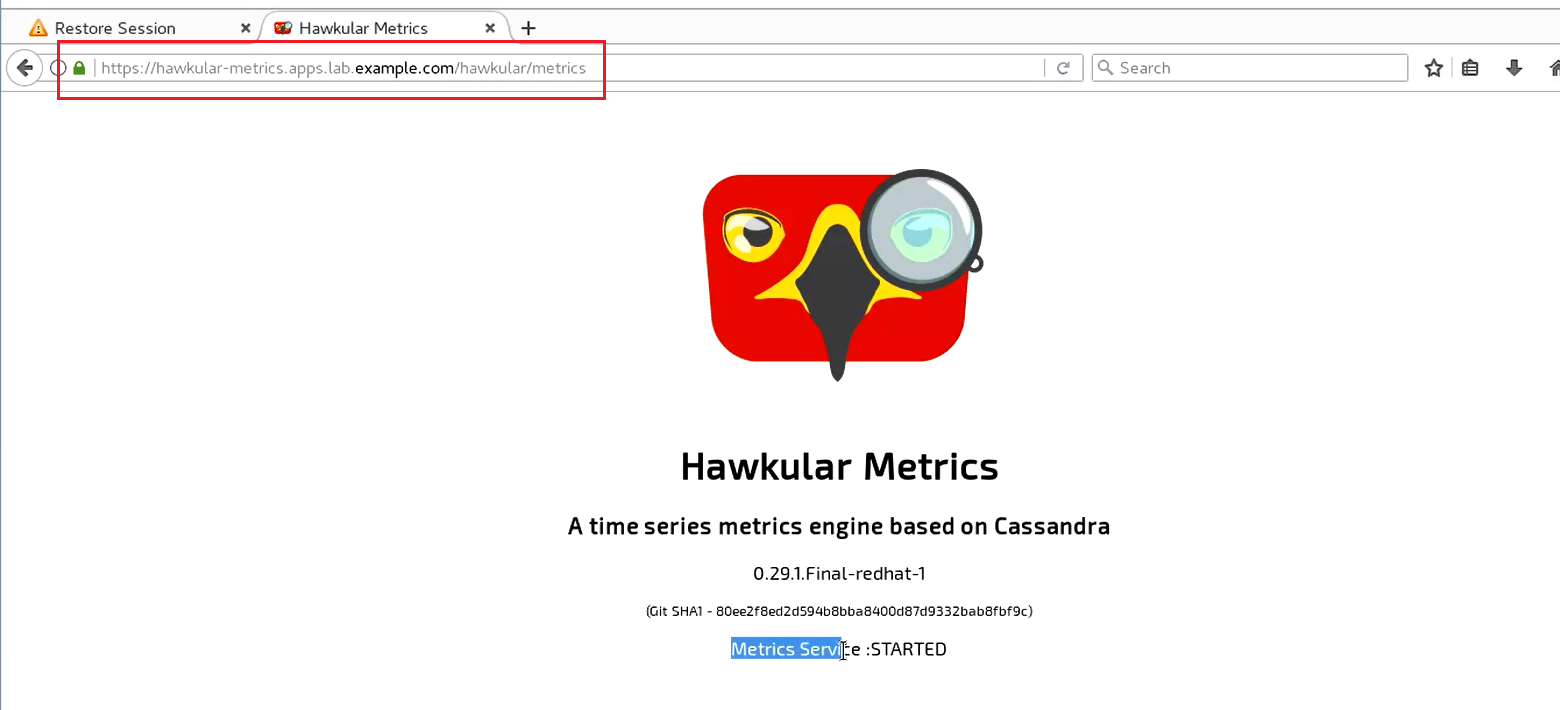 Restore Session
Hawkular Metrics
https://hawkular-metrics.apps.lab.example.com/hawkular/metrics
Search
Hawkular Metrics
A time series metrics engine based on Cassandra
0.29.1.Final-redhat-1
(Git SHA1 - 80ee2f8ed2d594b8bba8400d87d9332bab8fbf9c)
Metrics Service :STARTED